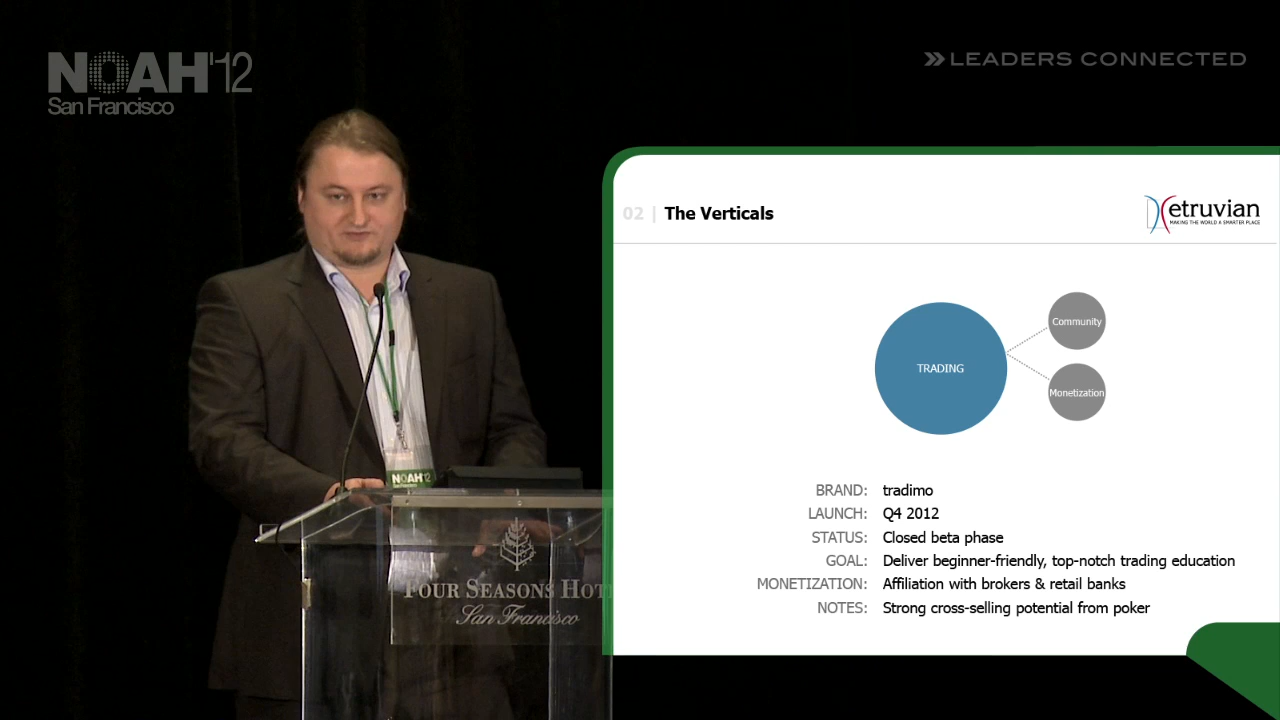 NOAH'12
San Francisco
LEADERS CONNECTED
02 | The Verticals
etruvian
MAKING THE WORLD A SMARTER PLACE
TRADING
Community
Monetization
BRAND: tradimo
LAUNCH: Q4 2012
STATUS: Closed beta phase
GOAL: Deliver beginner-friendly, top-notch trading education
MONETIZATION: Affiliation with brokers & retail banks
NOTES: Strong cross-selling potential from poker
NOAH'12
San Francisco
FOUR SEASONS HOT
San Francisco